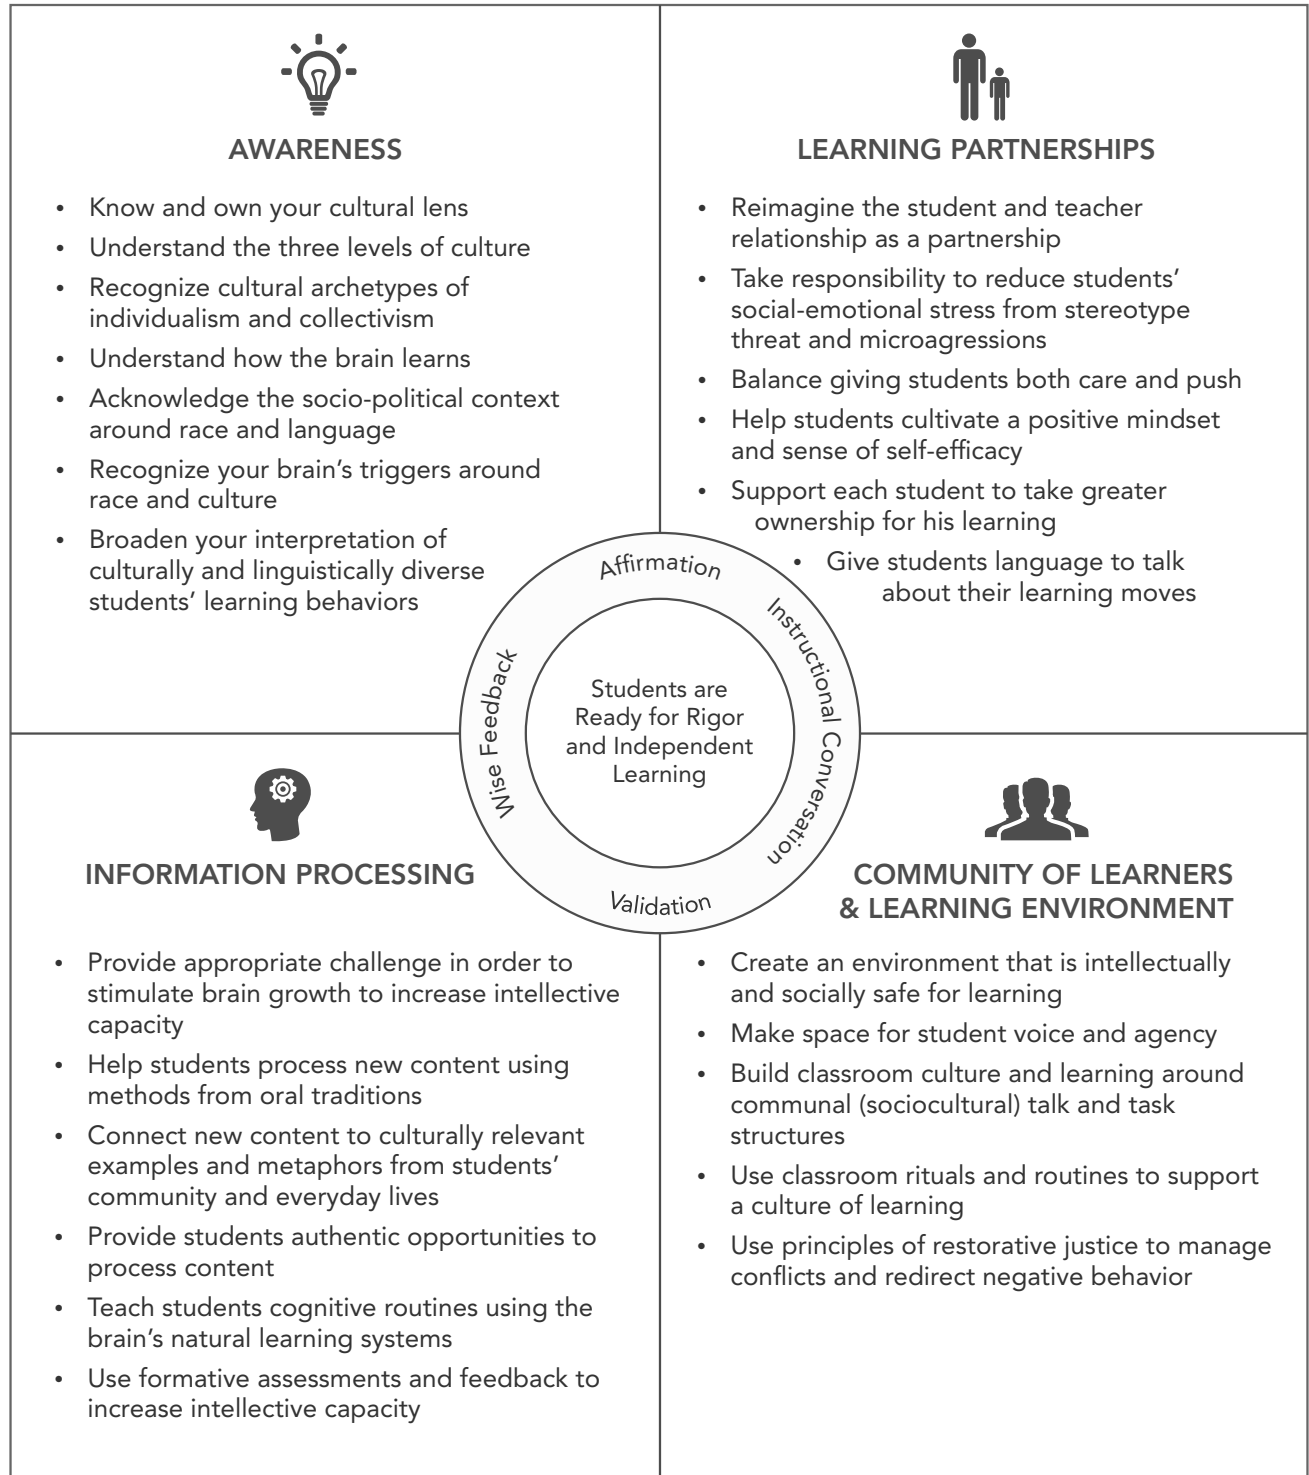 AWARENESS
• Know and own your cultural lens
• Understand the three levels of culture
• Recognize cultural archetypes of
individualism and collectivism
• Understand how the brain learns
• Acknowledge the socio-political context
around race and language
• Recognize your brain's triggers around
race and culture
• Broaden your interpretation of
culturally and linguistically diverse
students' learning behaviors
LEARNING PARTNERSHIPS
• Reimagine the student and teacher
relationship as a partnership
• Take responsibility to reduce students'
social-emotional stress from stereotype
threat and microagressions
• Balance giving students both care and push
• Help students cultivate a positive mindset
and sense of self-efficacy
• Support each student to take greater
ownership for his learning
• Give students language to talk
about their learning moves
Affirmation
Instructional Conversation
Validation
Wise Feedback
Students are
Ready for Rigor
and Independent
Learning
INFORMATION PROCESSING
• Provide appropriate challenge in order to
stimulate brain growth to increase intellective
capacity
• Help students process new content using
methods from oral traditions
• Connect new content to culturally relevant
examples and metaphors from students'
community and everyday lives
• Provide students authentic opportunities to
process content
• Teach students cognitive routines using the
brain's natural learning systems
• Use formative assessments and feedback to
increase intellective capacity
COMMUNITY OF LEARNERS
& LEARNING ENVIRONMENT
• Create an environment that is intellectually
and socially safe for learning
• Make space for student voice and agency
• Build classroom culture and learning around
communal (sociocultural) talk and task
structures
• Use classroom rituals and routines to support
a culture of learning
• Use principles of restorative justice to manage
conflicts and redirect negative behavior